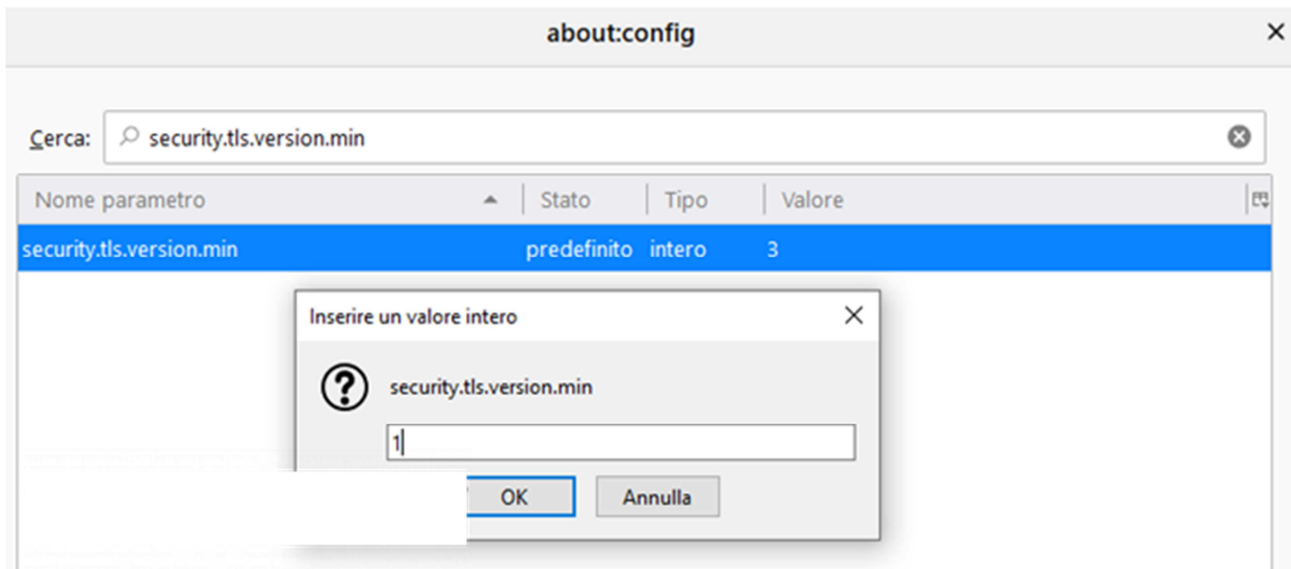 about:config
Cerca: security.tls.version.min
Nome parametro Stato Tipo Valore
security.tls.version.min predefinito intero 3
Inserire un valore intero
security.tls.version.min
1
OK Annulla